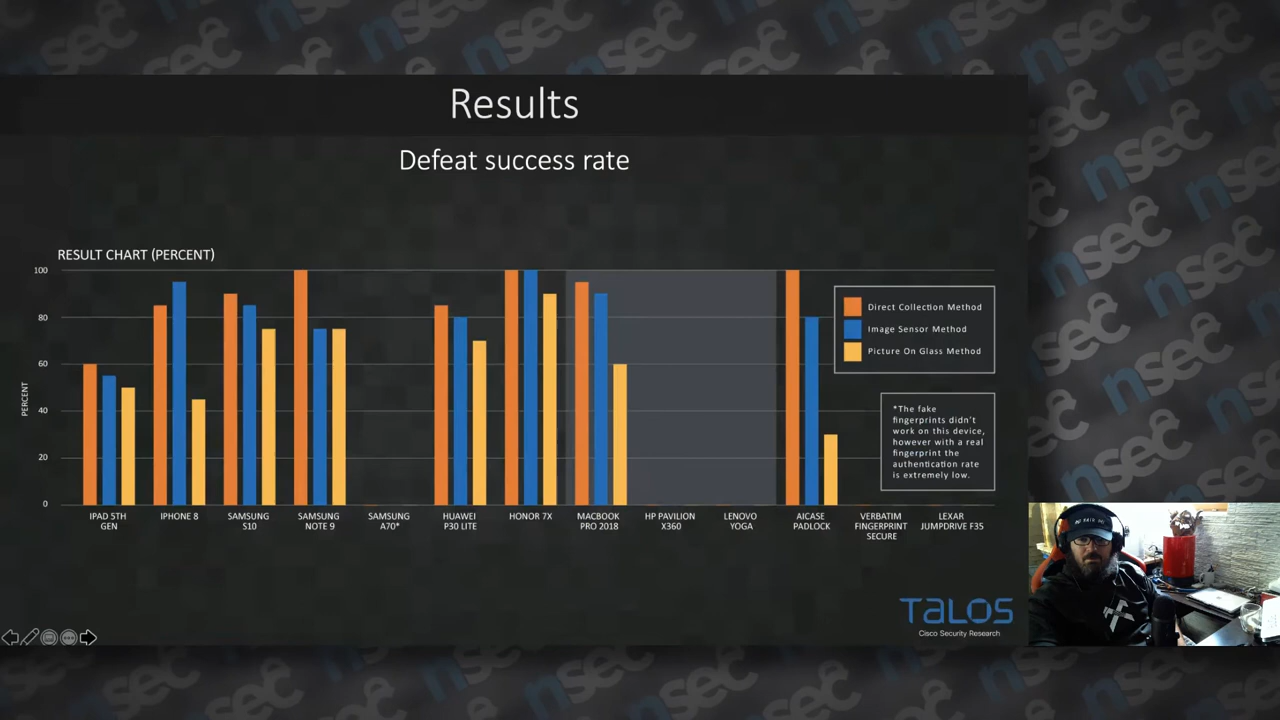 Results
Defeat success rate
RESULT CHART (PERCENT)
100
80
60
40
20
0
PERCENT
Direct Collection Method
Image Sensor Method
Picture On Glass Method
*The fake
fingerprints didn't
work on this device,
however with a real
fingerprint the
authentication rate
is extremely low.
IPAD 5TH
GEN
IPHONE 8
SAMSUNG
S10
SAMSUNG
NOTE 9
SAMSUNG
A70*
HUAWEI
P30 LITE
HONOR 7X
MACBOOK
PRO 2018
HP PAVILION
X360
LENOVO
YOGA
AICASE
PADLOCK
VERBATIM
FINGERPRINT
SECURE
LEXAR
JUMPDRIVE F35
TALOS
Cisco Security Research
nsec